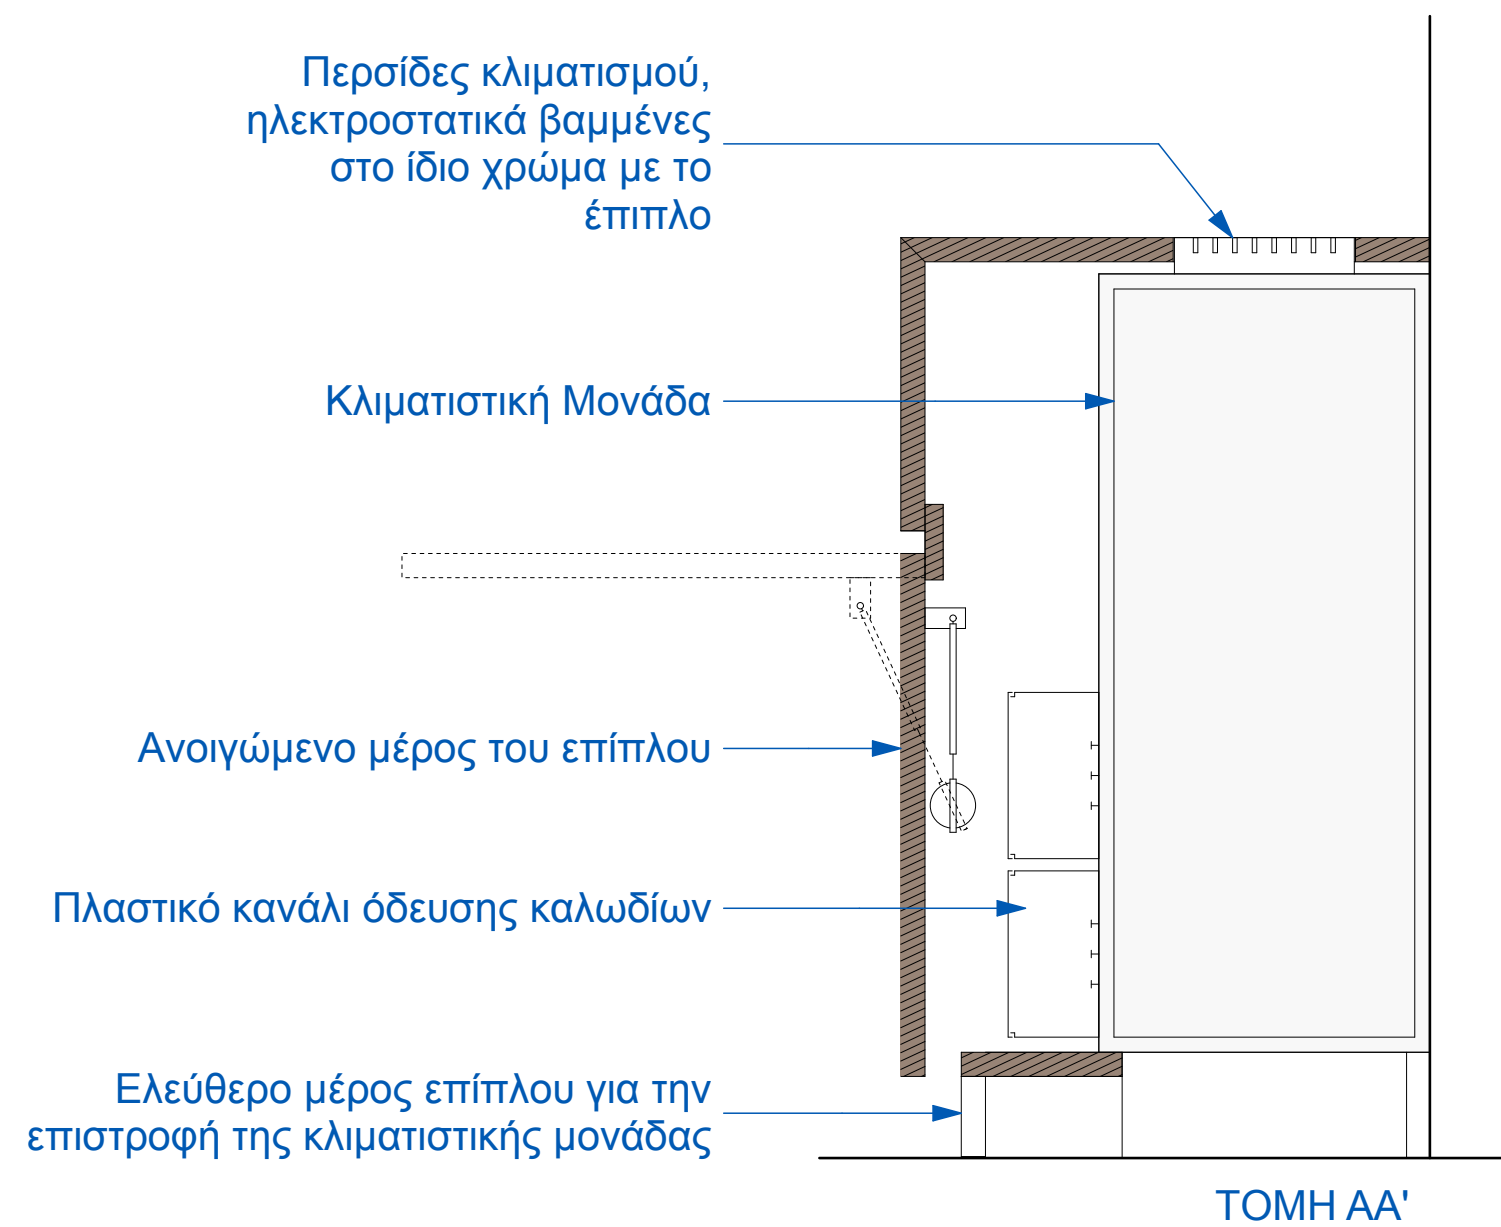 Περσίδες κλιματισμού,
ηλεκτροστατικά βαμμένες
στο ίδιο χρώμα με το
έπιπλο
Κλιματιστική Μονάδα
Ανοιγώμενο μέρος του επίπλου
Πλαστικό κανάλι όδευσης καλωδίων
Ελεύθερο μέρος επίπλου για την
επιστροφή της κλιματιστικής μονάδας
ΤΟΜΗ ΑΑ'